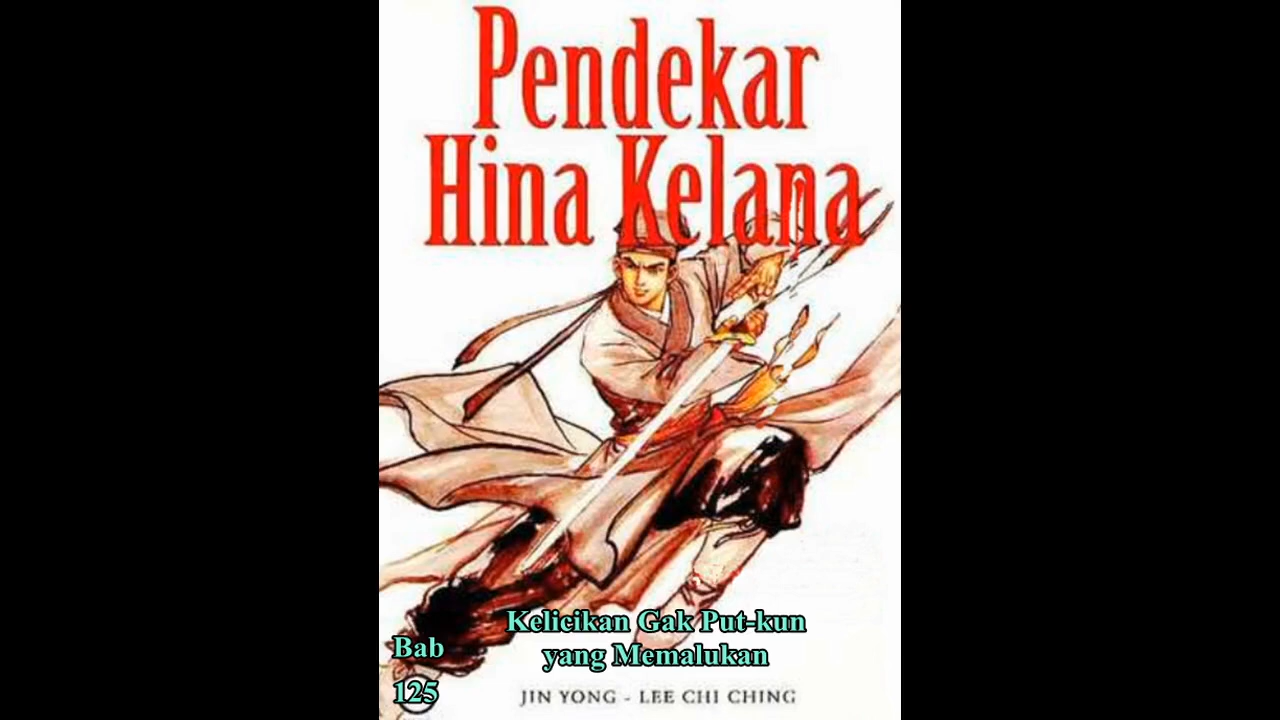 Pendekar
Hina Kelana
Kelicikan Gak Put-kun
yang Memalukan
Bab
125
JIN YONG - LEE CHI CHING